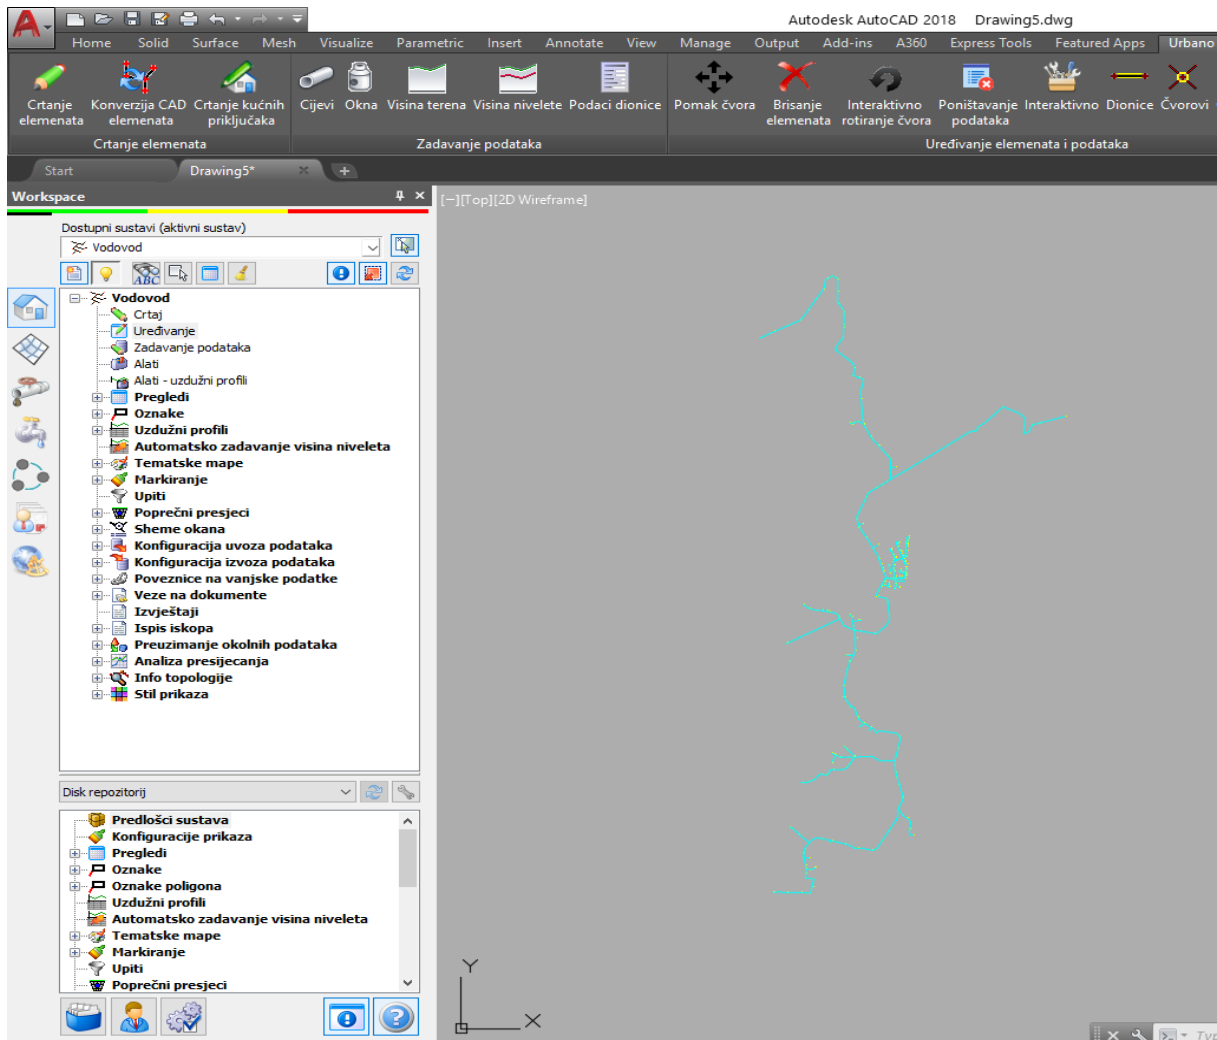 Autodesk AutoCAD 2018 Drawing5.dwg
Home Solid Surface Mesh Visualize Parametric Insert Annotate View Manage Output Add-ins A360 Express Tools Featured Apps Urbano
Crtanje elemenata
Konverzija CAD elemenata
Crtanje kućnih priključaka
Cijevi
Okna
Visina terena
Visina nivelete
Podaci dionice
Pomak čvora
Brisanje elemenata
Interaktivno rotiranje čvora
Poništavanje podataka
Interaktivno
Dionice
Čvorovi
Crtanje elemenata
Zadavanje podataka
Uređivanje elemenata i podataka
Start
Drawing5*
Workspace
[−][Top][2D Wireframe]
Dostupni sustavi (aktivni sustav)
Vodovod
ABC
Vodovod
Crtaj
Uređivanje
Zadavanje podataka
Alati
Alati - uzdužni profili
Pregledi
Oznake
Uzdužni profili
Automatsko zadavanje visina niveleta
Tematske mape
Markiranje
Upiti
Poprečni presjeci
Sheme okana
Konfiguracija uvoza podataka
Konfiguracija izvoza podataka
Poveznice na vanjske podatke
Veze na dokumente
Izvještaji
Ispis iskopa
Preuzimanje okolnih podataka
Analiza presijecanja
Info topologije
Stil prikaza
Disk repozitorij
Predlošci sustava
Konfiguracije prikaza
Pregledi
Oznake
Oznake poligona
Uzdužni profili
Automatsko zadavanje visina niveleta
Tematske mape
Markiranje
Upiti
Poprečni presjeci
Y
X